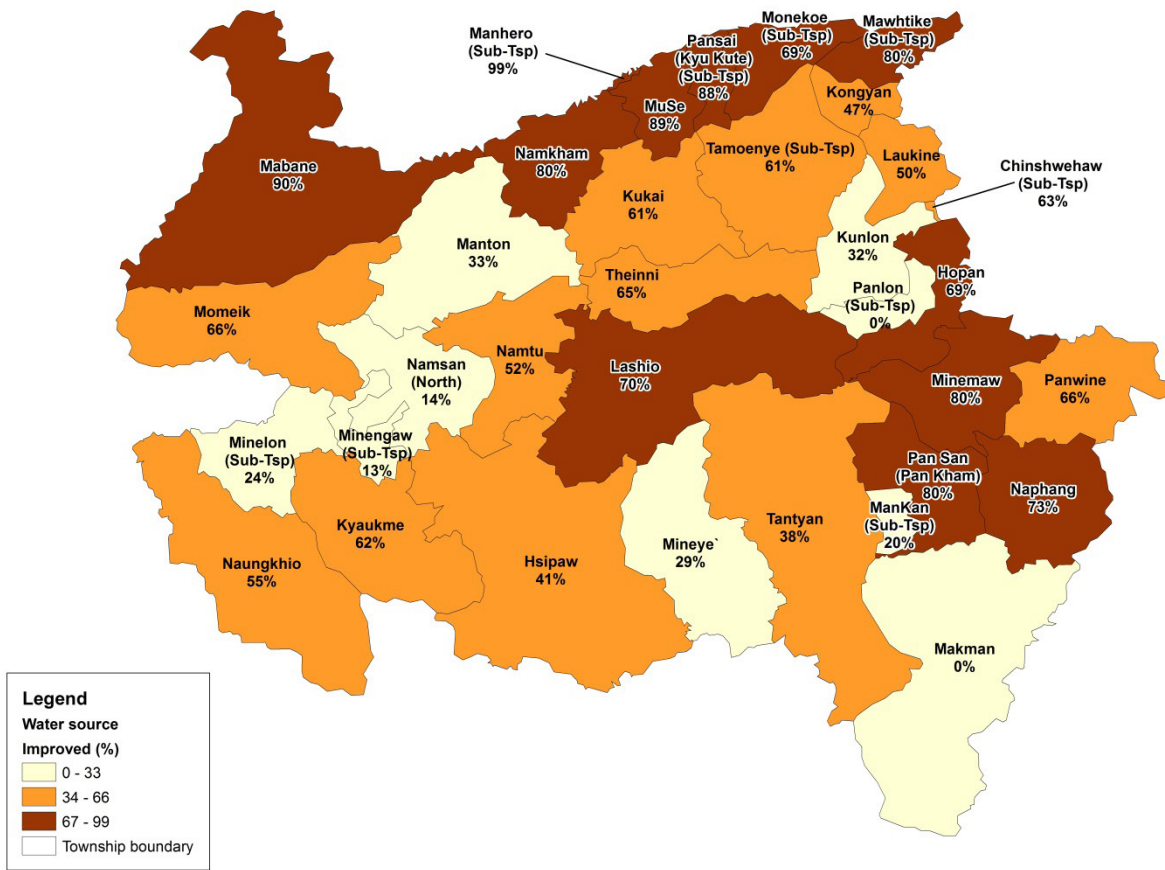 Manhero
(Sub-Tsp)
99%
Pansai
(Kyu Kute)
(Sub-Tsp)
88%
Monekoe
(Sub-Tsp)
69%
Mawhtike
(Sub-Tsp)
80%
MuSe
89%
Kongyan
47%
Mabane
90%
Namkham
80%
Tamoenye (Sub-Tsp)
61%
Laukine
50%
Chinshwehaw
(Sub-Tsp)
63%
Kukai
61%
Manton
33%
Kunlon
32%
Hopan
69%
Theinni
65%
Panlon
(Sub-Tsp)
0%
Momeik
66%
Namtu
52%
Namsan
(North)
14%
Lashio
70%
Minemaw
80%
Panwine
66%
Minelon
(Sub-Tsp)
24%
Minengaw
(Sub-Tsp)
13%
Pan San
(Pan Kham)
80%
Naphang
73%
Kyaukme
62%
Tantyan
38%
ManKan
(Sub-Tsp)
20%
Naungkhio
55%
Hsipaw
41%
Mineye`
29%
Makman
0%
Legend
Water source
Improved (%)
0 - 33
34 - 66
67 - 99
Township boundary